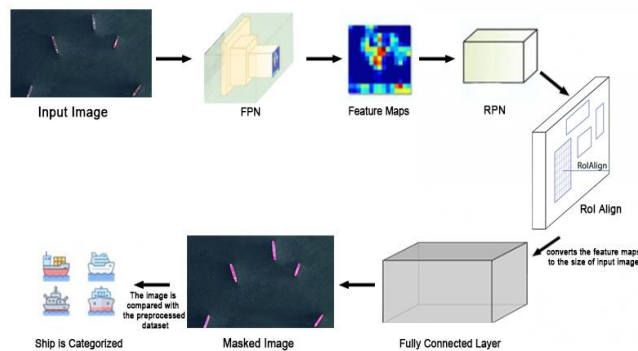 Input Image
FPN
Feature Maps
RPN
RoIAlign
RoI Align
converts the feature maps
to the size of input image
Fully Connected Layer
Masked Image
The image is
compared with
the preprocessed
dataset
Ship is Categorized